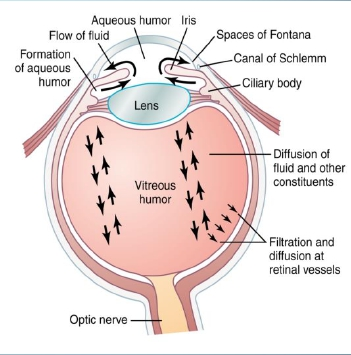 Aqueous humor
Iris
Flow of fluid
Spaces of Fontana
Formation
of aqueous
humor
Canal of Schlemm
Ciliary body
Lens
Vitreous
humor
Diffusion of
fluid and other
constituents
Filtration and
diffusion at
retinal vessels
Optic nerve